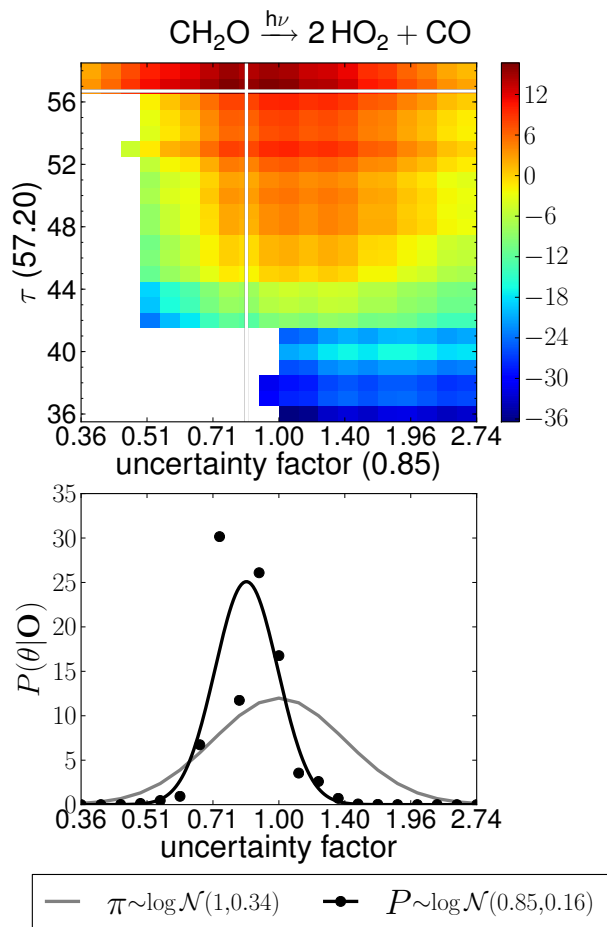 CH₂O hν→ 2 HO₂ + CO
56
52
48
44
40
36
τ (57.20)
0.36 0.51 0.71 1.00 1.40 1.96 2.74
uncertainty factor (0.85)
12
6
0
−6
−12
−18
−24
−30
−36
35
30
25
20
15
10
5
0
P(θ|O)
0.36 0.51 0.71 1.00 1.40 1.96 2.74
uncertainty factor
π~log N(1,0.34) P~log N(0.85,0.16)